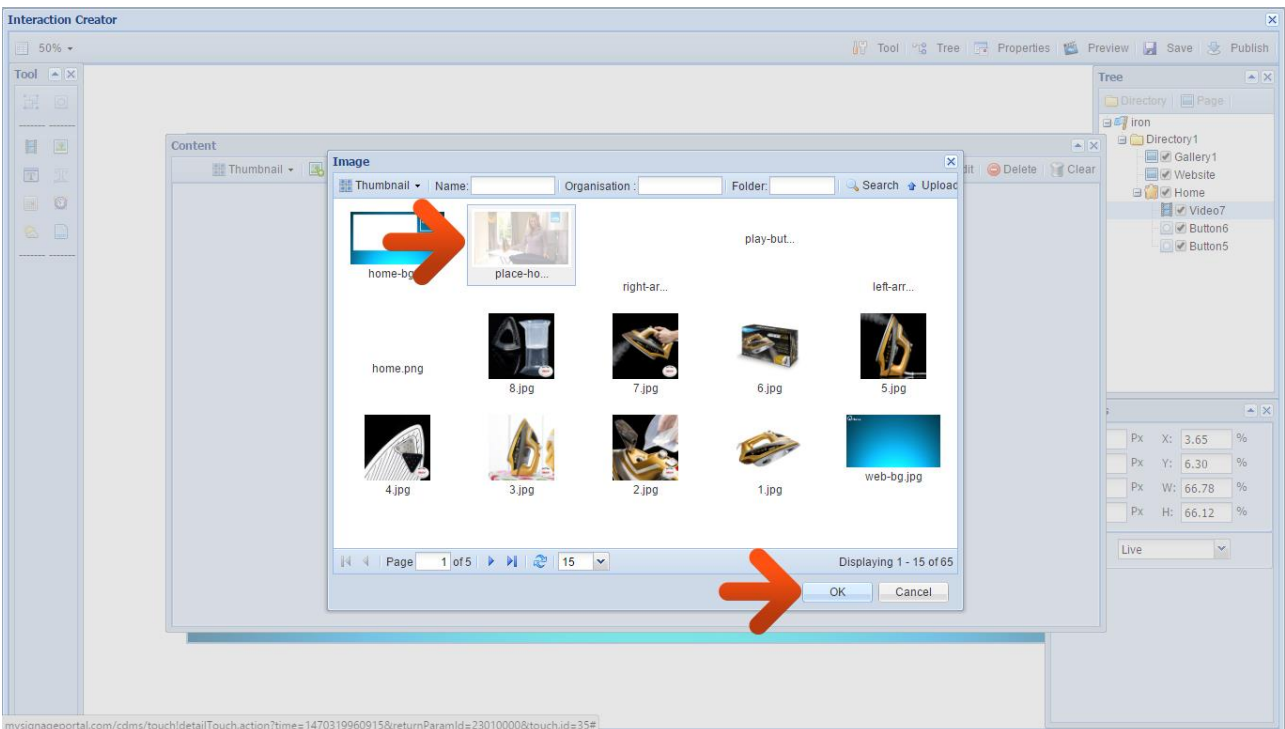 Interaction Creator
50%
Tool Tree Properties Preview Save Publish
Tool
Tree
Directory Page
iron
Directory1
Gallery1
Website
Home
Video7
Button6
Button5
Content
Thumbnail
dit Delete Clear
Image
Thumbnail Name: Organisation : Folder: Search Upload
home-bg
place-ho...
right-ar...
play-but...
left-arr...
home.png
8.jpg
7.jpg
6.jpg
5.jpg
4.jpg
3.jpg
2.jpg
1.jpg
web-bg.jpg
Page 1 of 5 15 Displaying 1 - 15 of 65
OK Cancel
s
Px X: 3.65 %
Px Y: 6.30 %
Px W: 66.78 %
Px H: 66.12 %
Live
mysignageportal.com/cdms/touch!detailTouch.action?time=1470319960915&returnParamId=23010000&touch.id=35#